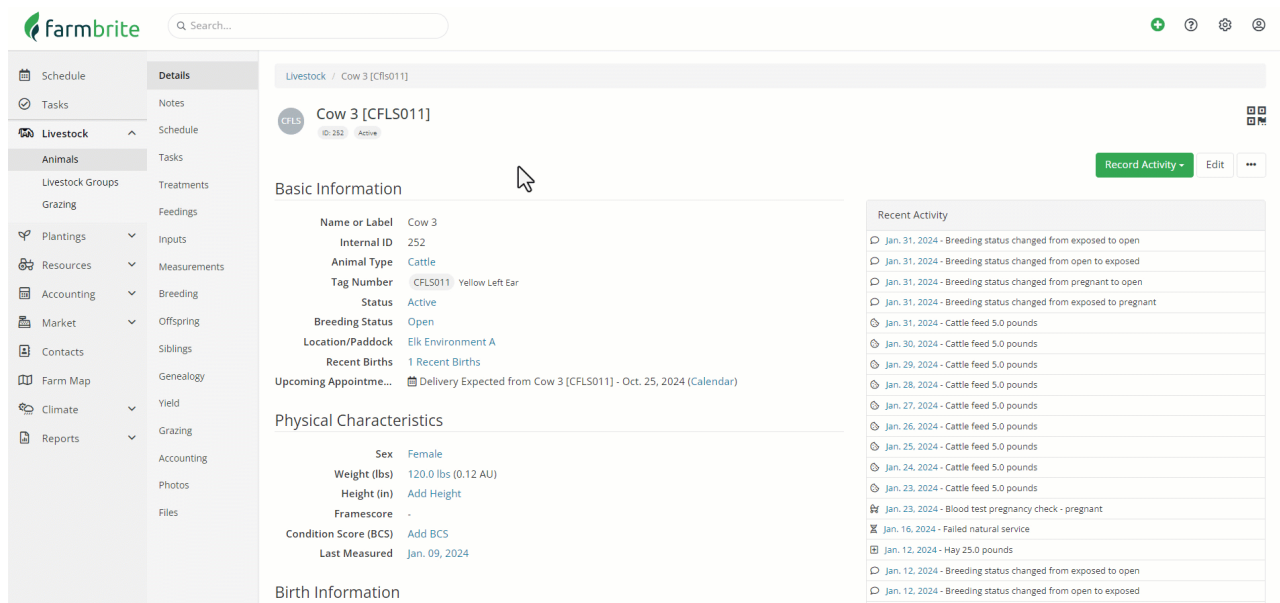 farmbrite
Search...
Schedule
Tasks
Livestock
Animals
Livestock Groups
Grazing
Plantings
Resources
Accounting
Market
Contacts
Farm Map
Climate
Reports
Details
Notes
Schedule
Tasks
Treatments
Feedings
Inputs
Measurements
Breeding
Offspring
Siblings
Genealogy
Yield
Grazing
Accounting
Photos
Files
Livestock / Cow 3 [Cfls011]
CFLS
Cow 3 [CFLS011]
ID: 252 Active
Record Activity Edit
Basic Information
Name or Label Cow 3
Internal ID 252
Animal Type Cattle
Tag Number CFLS011 Yellow Left Ear
Status Active
Breeding Status Open
Location/Paddock Elk Environment A
Recent Births 1 Recent Births
Upcoming Appointme... Delivery Expected from Cow 3 [CFLS011] - Oct. 25, 2024 (Calendar)
Physical Characteristics
Sex Female
Weight (lbs) 120.0 lbs (0.12 AU)
Height (in) Add Height
Framescore -
Condition Score (BCS) Add BCS
Last Measured Jan. 09, 2024
Birth Information
Recent Activity
Jan. 31, 2024 - Breeding status changed from exposed to open
Jan. 31, 2024 - Breeding status changed from open to exposed
Jan. 31, 2024 - Breeding status changed from pregnant to open
Jan. 31, 2024 - Breeding status changed from exposed to pregnant
Jan. 31, 2024 - Cattle feed 5.0 pounds
Jan. 30, 2024 - Cattle feed 5.0 pounds
Jan. 29, 2024 - Cattle feed 5.0 pounds
Jan. 28, 2024 - Cattle feed 5.0 pounds
Jan. 27, 2024 - Cattle feed 5.0 pounds
Jan. 26, 2024 - Cattle feed 5.0 pounds
Jan. 25, 2024 - Cattle feed 5.0 pounds
Jan. 24, 2024 - Cattle feed 5.0 pounds
Jan. 23, 2024 - Cattle feed 5.0 pounds
Jan. 23, 2024 - Blood test pregnancy check - pregnant
Jan. 16, 2024 - Failed natural service
Jan. 12, 2024 - Hay 25.0 pounds
Jan. 12, 2024 - Breeding status changed from exposed to open
Jan. 12, 2024 - Breeding status changed from open to exposed